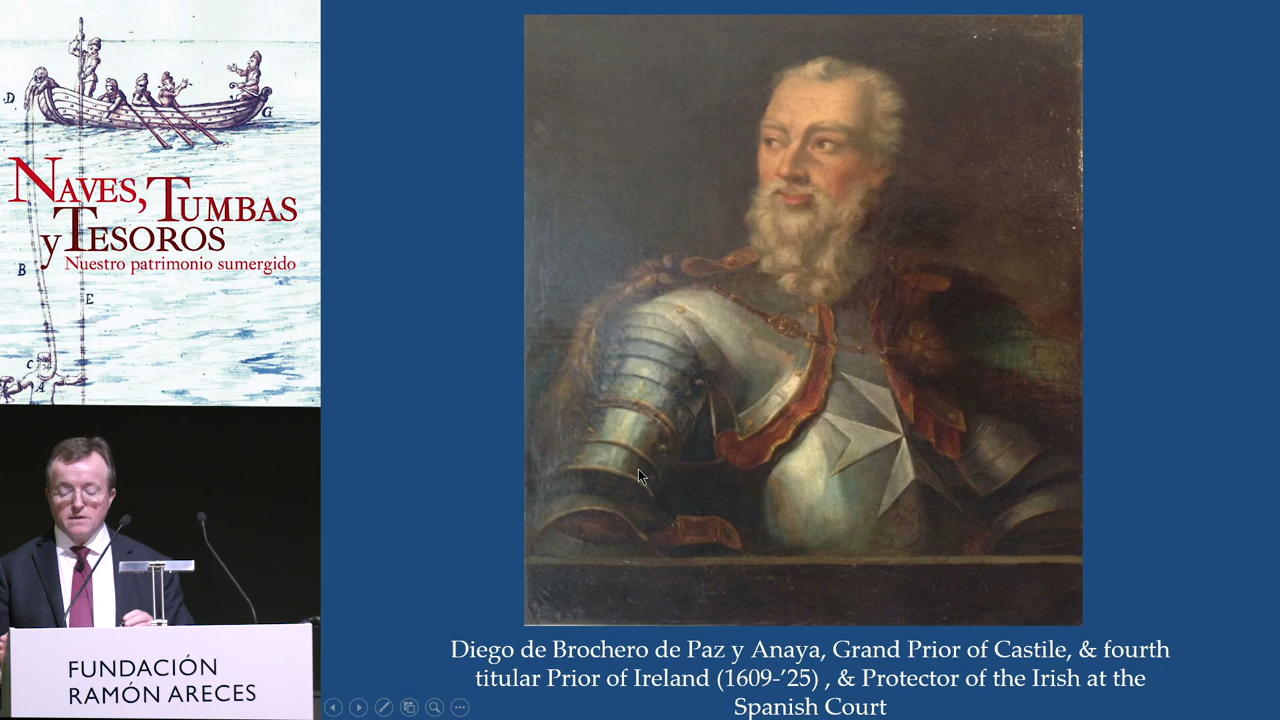 D
G
NAVES, TUMBAS
y TESOROS
Nuestro patrimonio sumergido
B
E
C
A
FUNDACIÓN
RAMÓN ARECES
Diego de Brochero de Paz y Anaya, Grand Prior of Castile, & fourth
titular Prior of Ireland (1609-’25) , & Protector of the Irish at the
Spanish Court